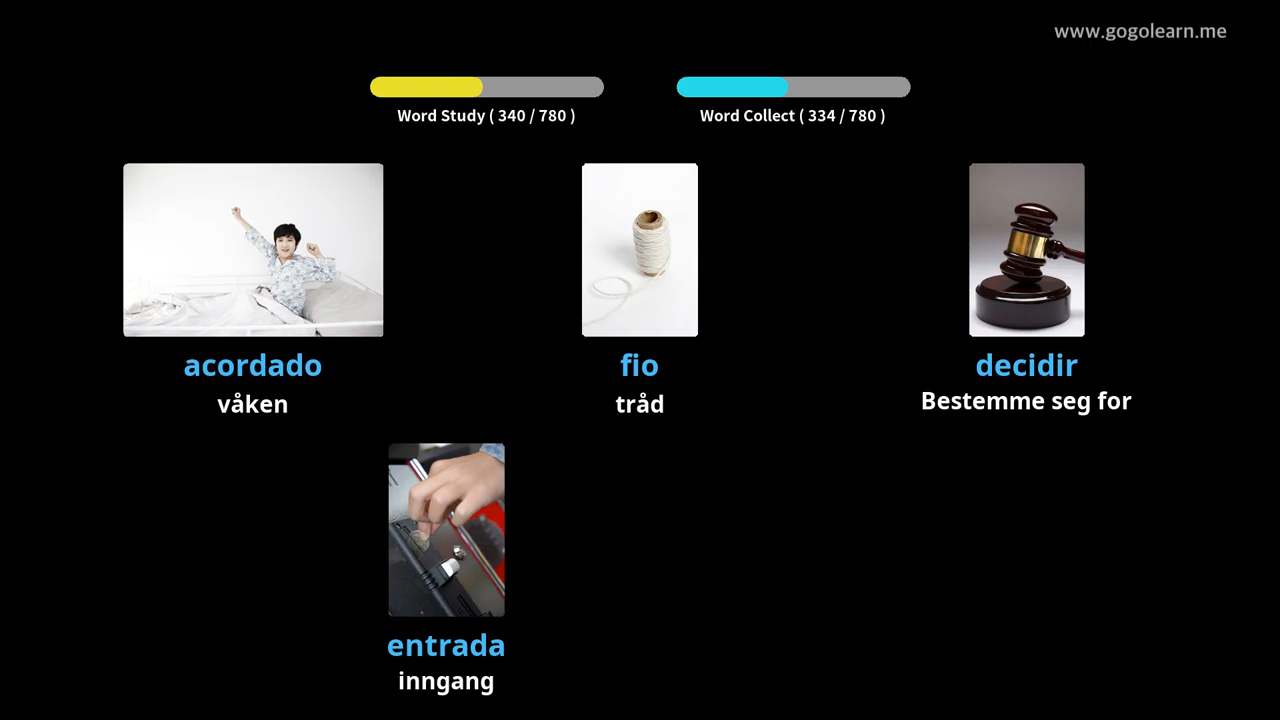 www.gogolearn.me
Word Study ( 340 / 780 )
Word Collect ( 334 / 780 )
acordado
våken
fio
tråd
decidir
Bestemme seg for
entrada
inngang